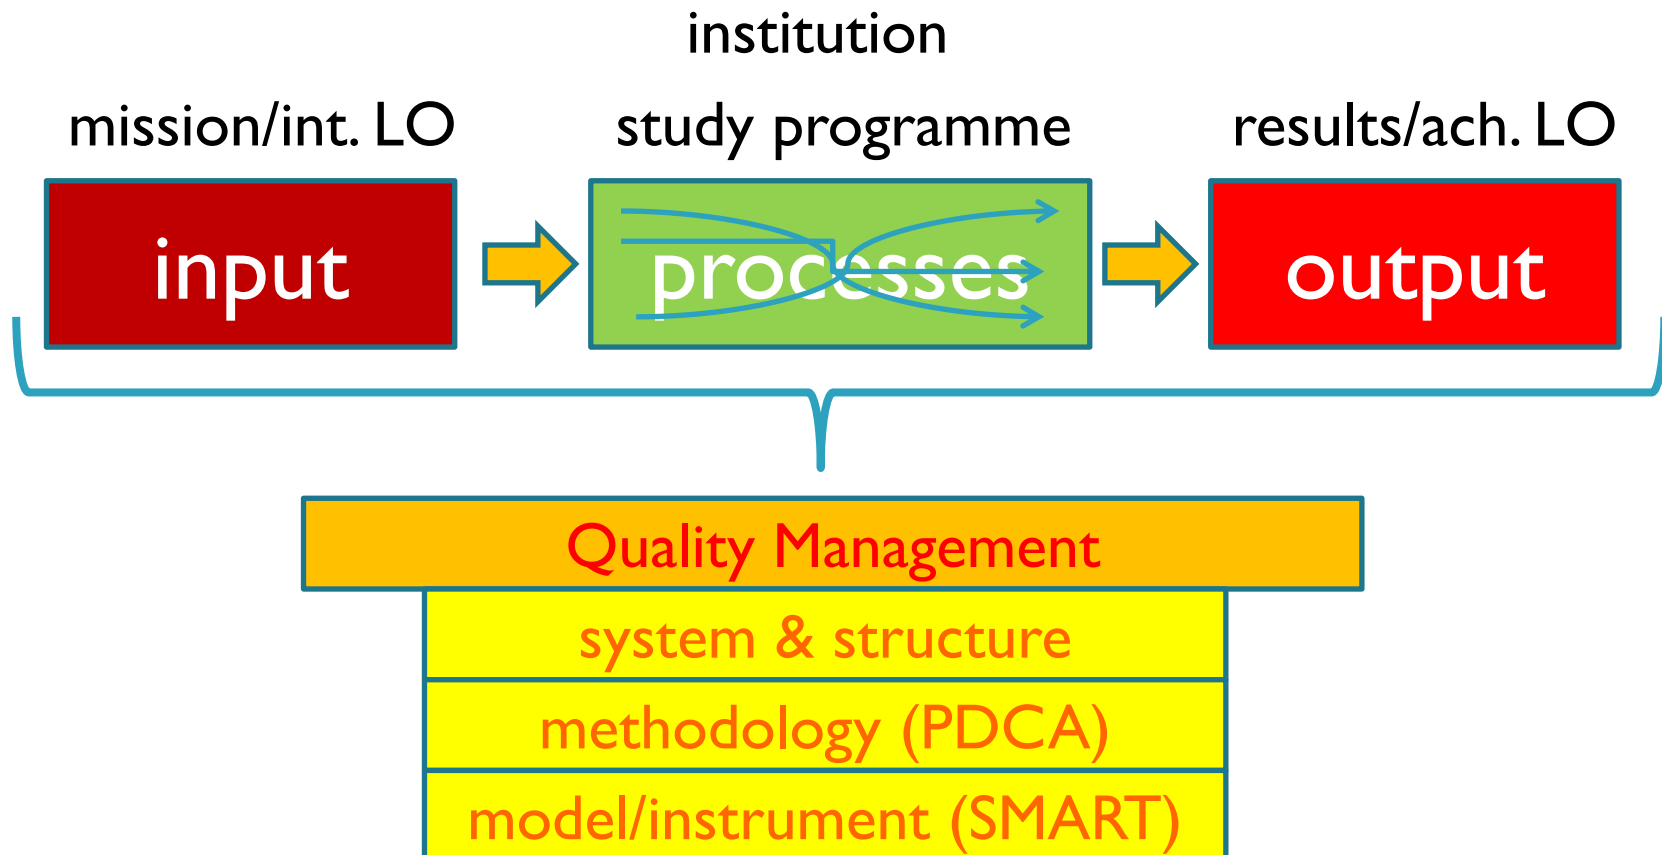 institution
mission/int. LO
study programme
results/ach. LO
input
processes
output
Quality Management
system & structure
methodology (PDCA)
model/instrument (SMART)